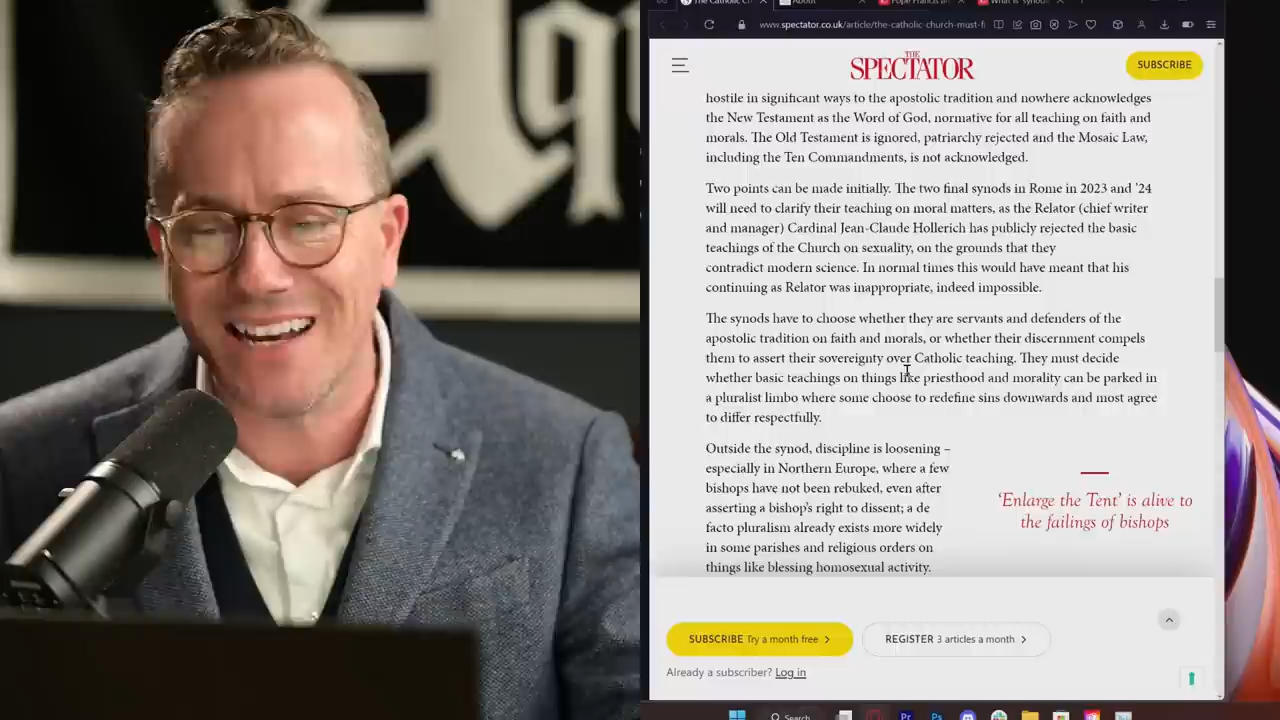 www.spectator.co.uk/article/the-catholic-church-must-f
THE
SPECTATOR
SUBSCRIBE
hostile in significant ways to the apostolic tradition and nowhere acknowledges
the New Testament as the Word of God, normative for all teaching on faith and
morals. The Old Testament is ignored, patriarchy rejected and the Mosaic Law,
including the Ten Commandments, is not acknowledged.
Two points can be made initially. The two final synods in Rome in 2023 and '24
will need to clarify their teaching on moral matters, as the Relator (chief writer
and manager) Cardinal Jean-Claude Hollerich has publicly rejected the basic
teachings of the Church on sexuality, on the grounds that they
contradict modern science. In normal times this would have meant that his
continuing as Relator was inappropriate, indeed impossible.
The synods have to choose whether they are servants and defenders of the
apostolic tradition on faith and morals, or whether their discernment compels
them to assert their sovereignty over Catholic teaching. They must decide
whether basic teachings on things like priesthood and morality can be parked in
a pluralist limbo where some choose to redefine sins downwards and most agree
to differ respectfully.
Outside the synod, discipline is loosening –
especially in Northern Europe, where a few
bishops have not been rebuked, even after
asserting a bishop's right to dissent; a de
facto pluralism already exists more widely
in some parishes and religious orders on
things like blessing homosexual activity.
‘Enlarge the Tent’ is alive to
the failings of bishops
SUBSCRIBE Try a month free
REGISTER 3 articles a month
Already a subscriber? Log in
Search